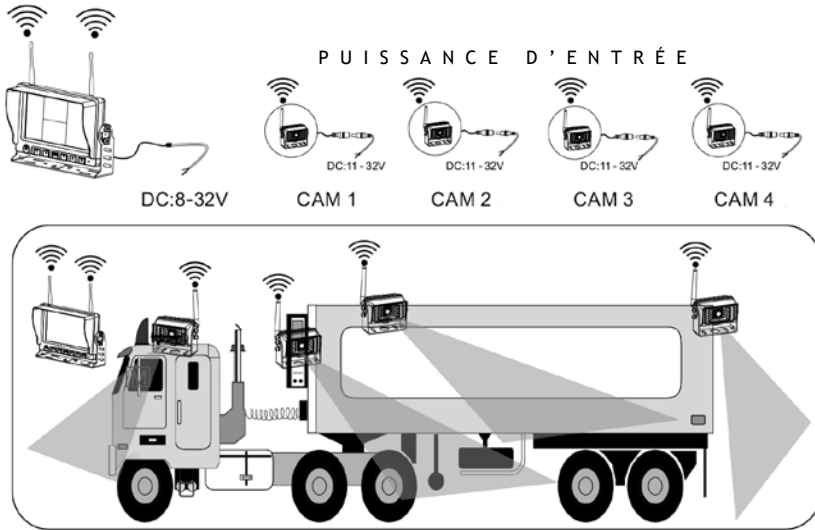 PUISSANCE D'ENTRÉE
DC:11-32V
DC:11-32V
DC:11-32V
DC:11-32V
DC:8-32V
CAM 1
CAM 2
CAM 3
CAM 4